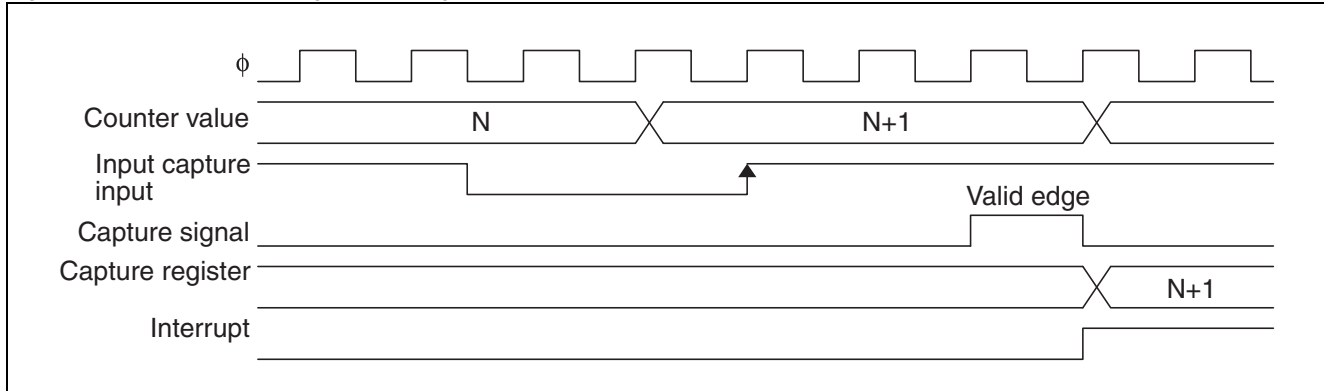 ϕ
Counter value
N
N+1
Input capture
input
Valid edge
Capture signal
Capture register
N+1
Interrupt